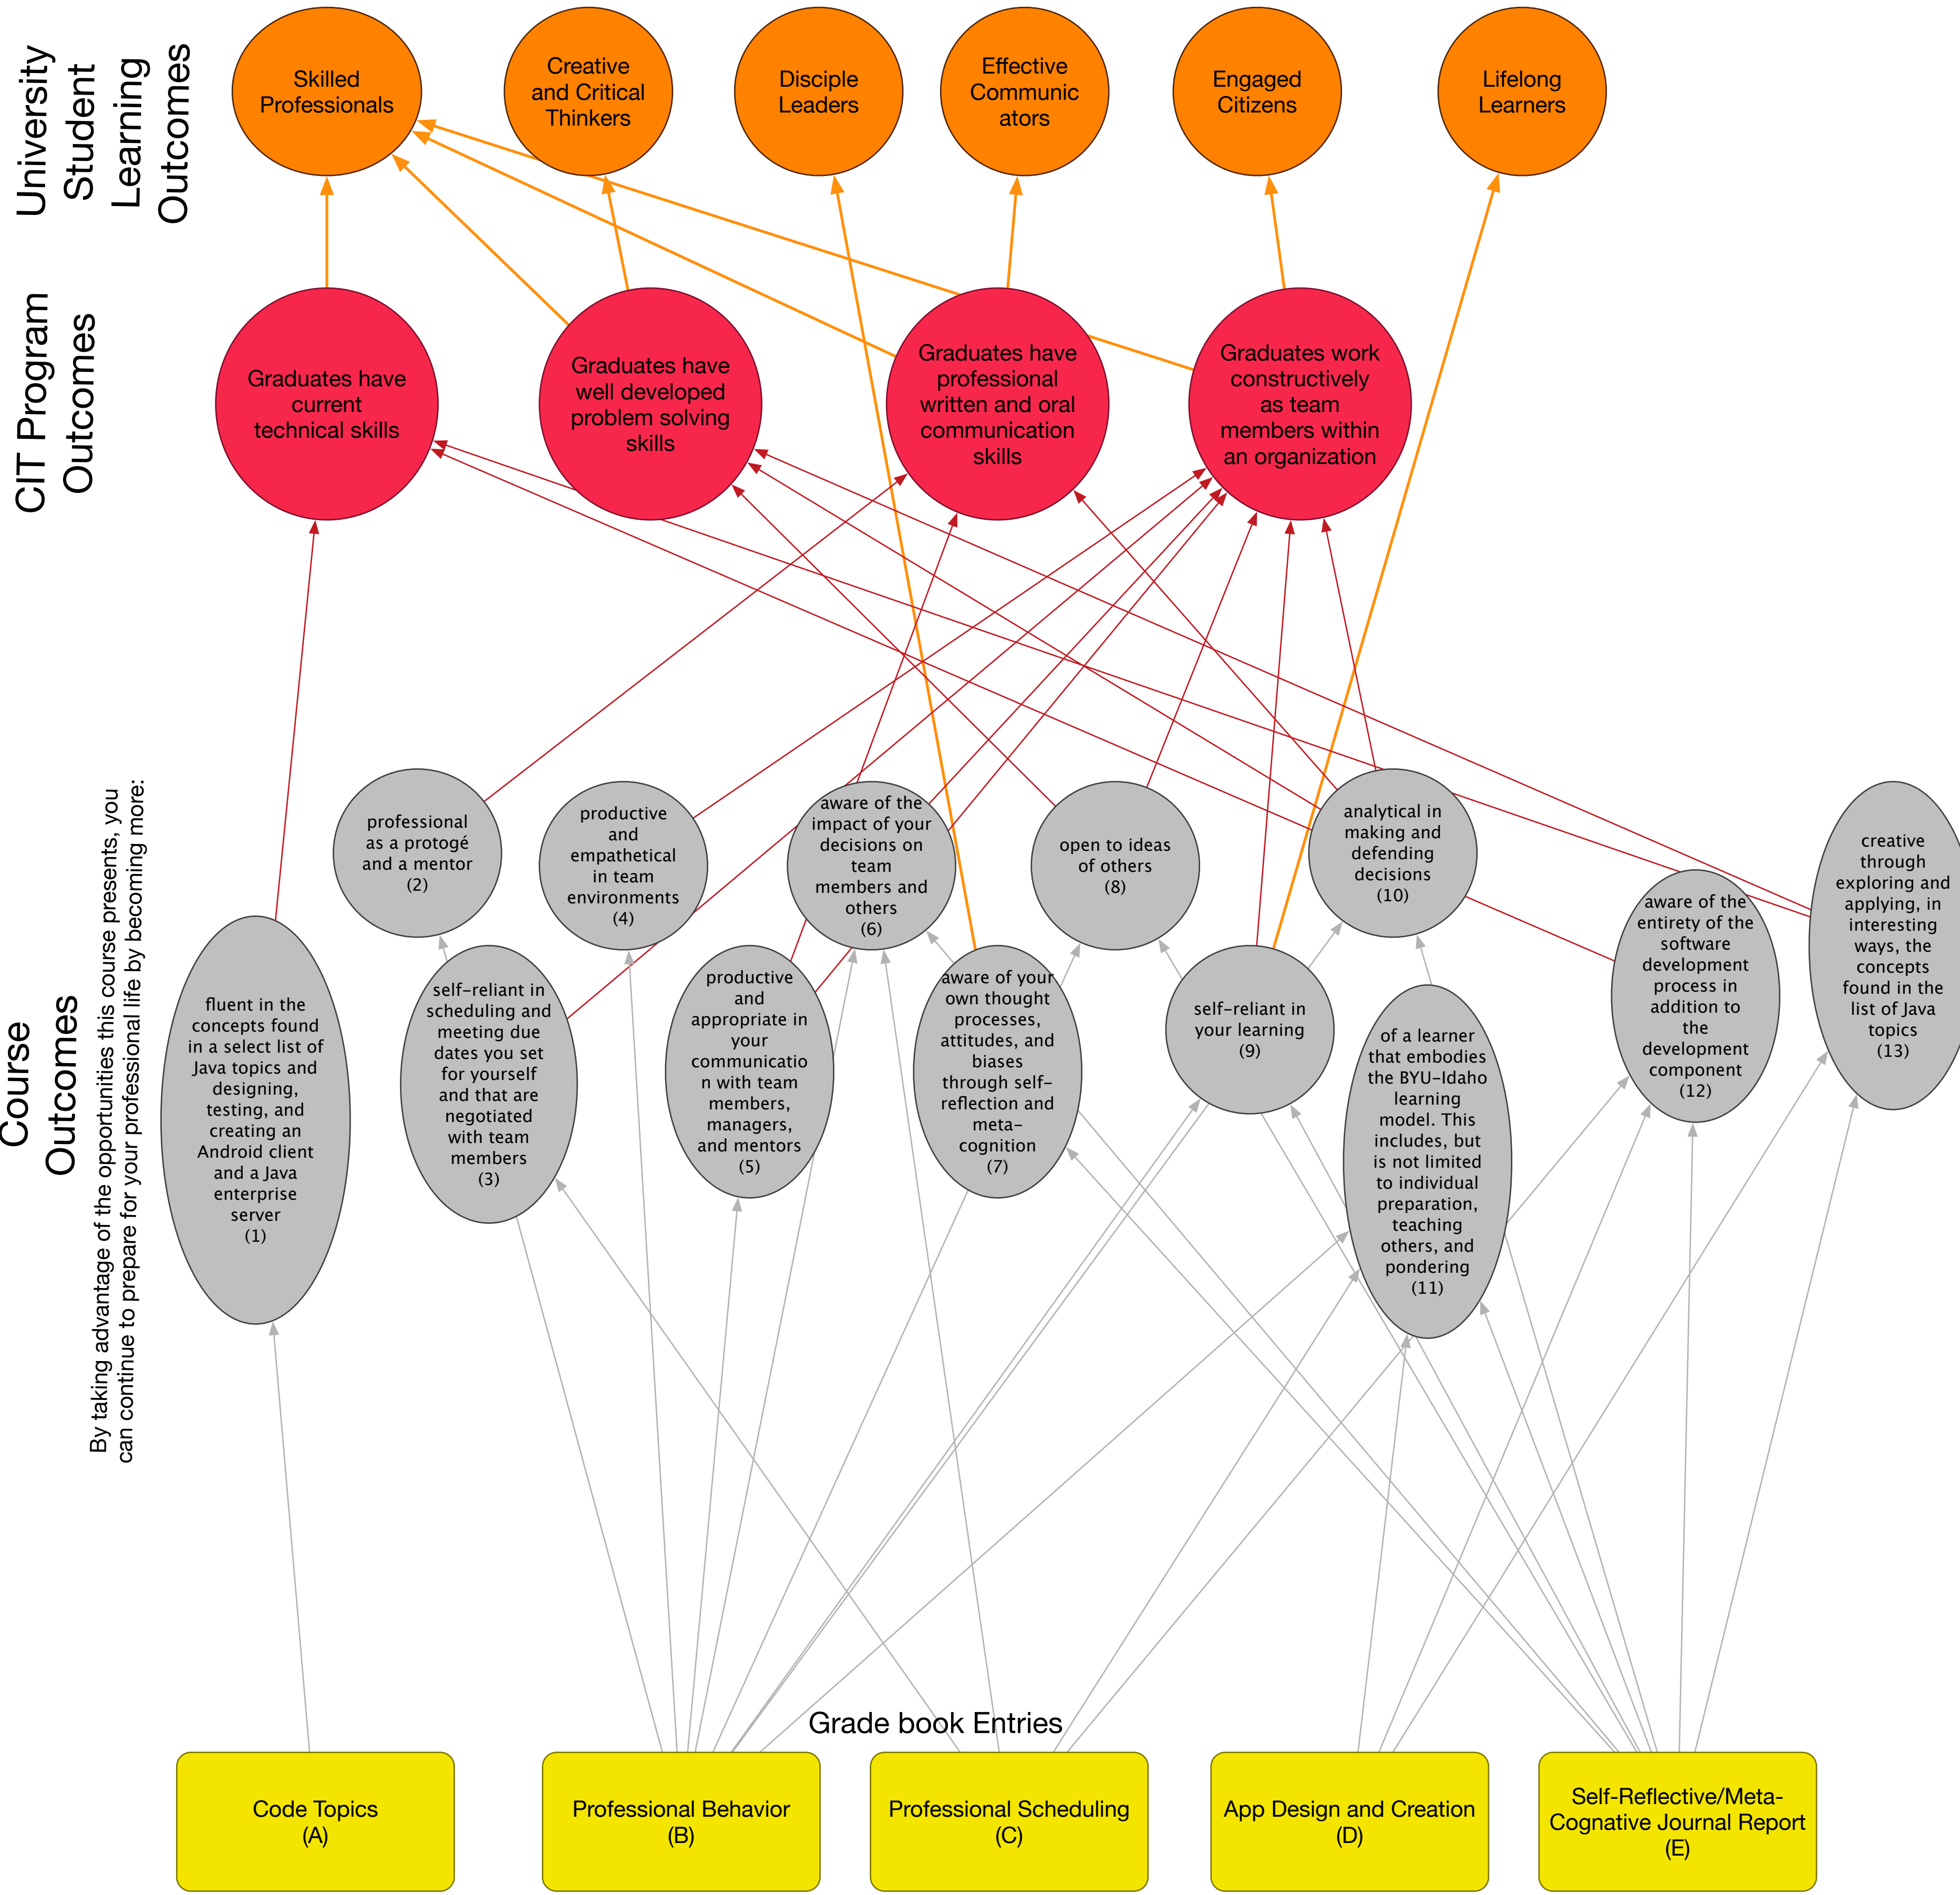 University
Student
Learning
Outcomes
Skilled
Professionals
Creative
and Critical
Thinkers
Disciple
Leaders
Effective
Communic
ators
Engaged
Citizens
Lifelong
Learners
CIT Program
Outcomes
Graduates have
current
technical skills
Graduates have
well developed
problem solving
skills
Graduates have
professional
written and oral
communication
skills
Graduates work
constructively
as team
members within
an organization
Course
Outcomes
By taking advantage of the opportunities this course presents, you
can continue to prepare for your professional life by becoming more:
fluent in the
concepts found
in a select list of
Java topics and
designing,
testing, and
creating an
Android client
and a Java
enterprise
server
(1)
professional
as a protogé
and a mentor
(2)
self-reliant in
scheduling and
meeting due
dates you set
for yourself
and that are
negotiated
with team
members
(3)
productive
and
empathetical
in team
environments
(4)
productive
and
appropriate in
your
communicatio
n with team
members,
managers,
and mentors
(5)
aware of the
impact of your
decisions on
team
members and
others
(6)
aware of your
own thought
processes,
attitudes, and
biases
through self-
reflection and
meta-
cognition
(7)
open to ideas
of others
(8)
self-reliant in
your learning
(9)
analytical in
making and
defending
decisions
(10)
of a learner
that embodies
the BYU-Idaho
learning
model. This
includes, but
is not limited
to individual
preparation,
teaching
others, and
pondering
(11)
aware of the
entirety of the
software
development
process in
addition to
the
development
component
(12)
creative
through
exploring and
applying, in
interesting
ways, the
concepts
found in the
list of Java
topics
(13)
Grade book Entries
Code Topics
(A)
Professional Behavior
(B)
Professional Scheduling
(C)
App Design and Creation
(D)
Self-Reflective/Meta-
Cognative Journal Report
(E)